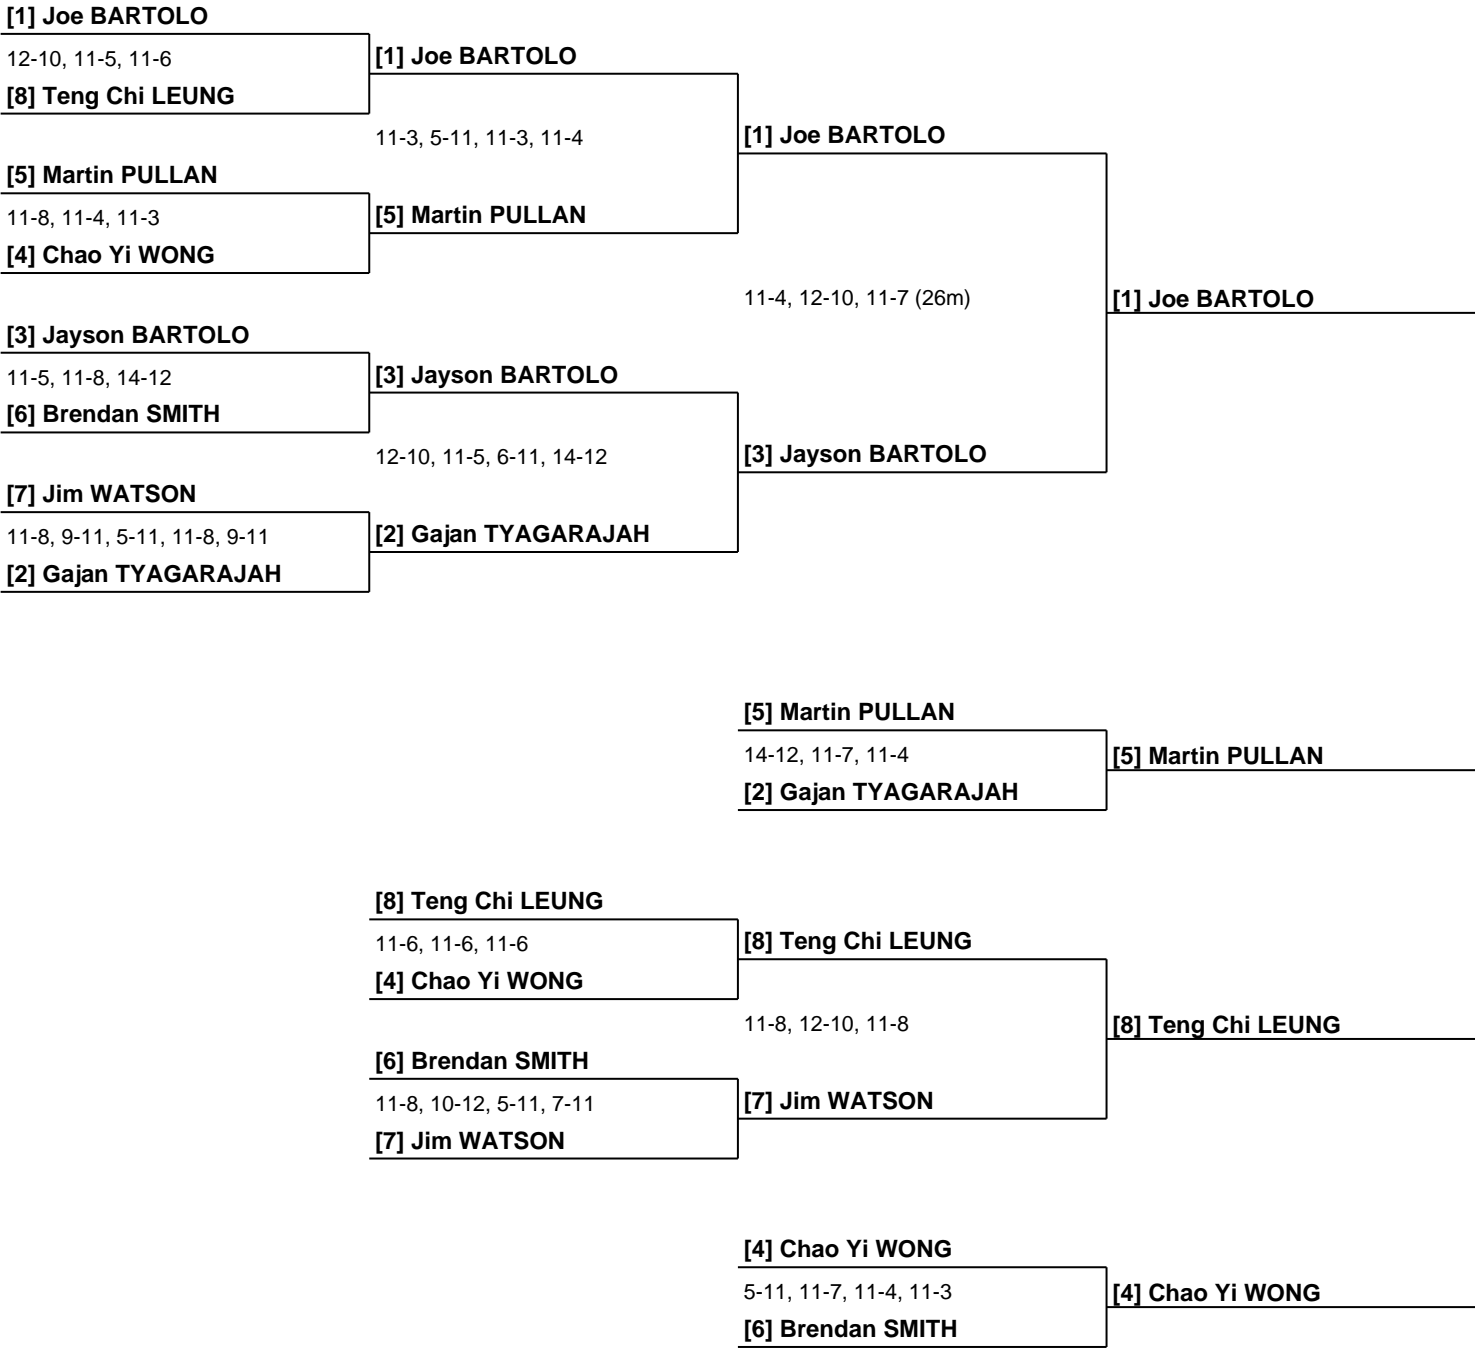 [1] Joe BARTOLO
12-10, 11-5, 11-6
[1] Joe BARTOLO
[8] Teng Chi LEUNG
11-3, 5-11, 11-3, 11-4
[1] Joe BARTOLO
[5] Martin PULLAN
11-8, 11-4, 11-3
[5] Martin PULLAN
[4] Chao Yi WONG
11-4, 12-10, 11-7 (26m)
[1] Joe BARTOLO
[3] Jayson BARTOLO
11-5, 11-8, 14-12
[3] Jayson BARTOLO
[6] Brendan SMITH
12-10, 11-5, 6-11, 14-12
[3] Jayson BARTOLO
[7] Jim WATSON
11-8, 9-11, 5-11, 11-8, 9-11
[2] Gajan TYAGARAJAH
[2] Gajan TYAGARAJAH
[5] Martin PULLAN
14-12, 11-7, 11-4
[5] Martin PULLAN
[2] Gajan TYAGARAJAH
[8] Teng Chi LEUNG
11-6, 11-6, 11-6
[8] Teng Chi LEUNG
[4] Chao Yi WONG
11-8, 12-10, 11-8
[8] Teng Chi LEUNG
[6] Brendan SMITH
11-8, 10-12, 5-11, 7-11
[7] Jim WATSON
[7] Jim WATSON
[4] Chao Yi WONG
5-11, 11-7, 11-4, 11-3
[4] Chao Yi WONG
[6] Brendan SMITH